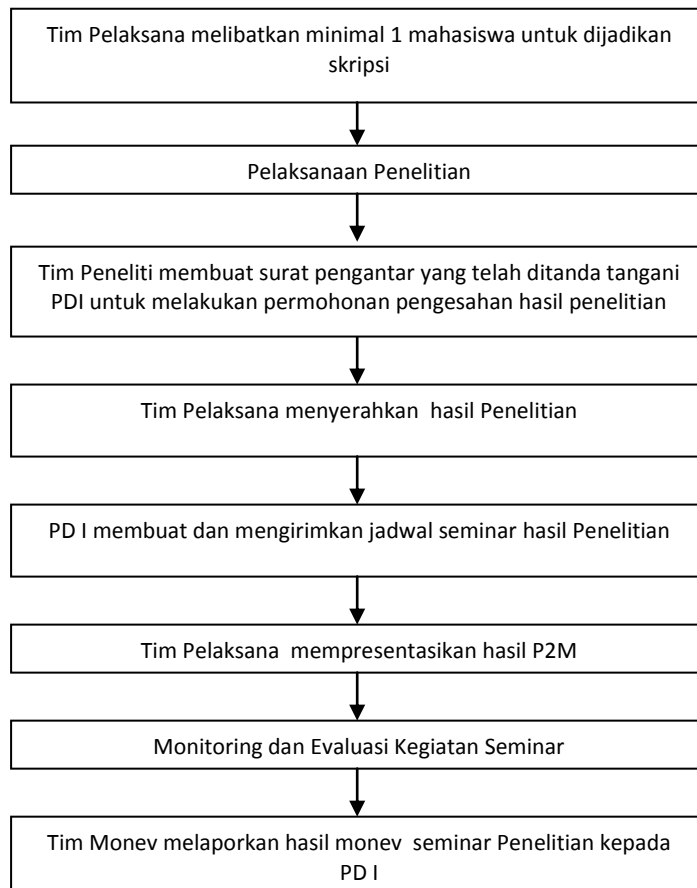 Tim Pelaksana melibatkan minimal 1 mahasiswa untuk dijadikan
skripsi
Pelaksanaan Penelitian
Tim Peneliti membuat surat pengantar yang telah ditanda tangani
PDI untuk melakukan permohonan pengesahan hasil penelitian
Tim Pelaksana menyerahkan hasil Penelitian
PD I membuat dan mengirimkan jadwal seminar hasil Penelitian
Tim Pelaksana mempresentasikan hasil P2M
Monitoring dan Evaluasi Kegiatan Seminar
Tim Monev melaporkan hasil monev seminar Penelitian kepada
PD I